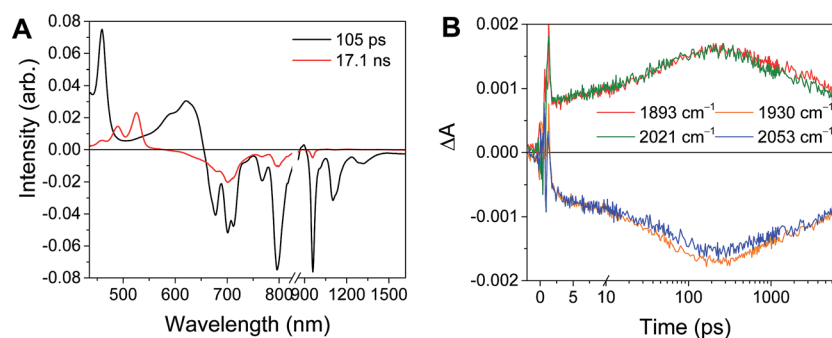 A
0.08
0.06
0.04
0.02
0.00
-0.02
-0.04
-0.06
-0.08
Intensity (arb.)
105 ps
17.1 ns
500 600 700 800 900 1200 1500
Wavelength (nm)
B
0.002
0.001
0.000
-0.001
-0.002
ΔA
1893 cm⁻¹ 1930 cm⁻¹
2021 cm⁻¹ 2053 cm⁻¹
0 5 10 100 1000
Time (ps)